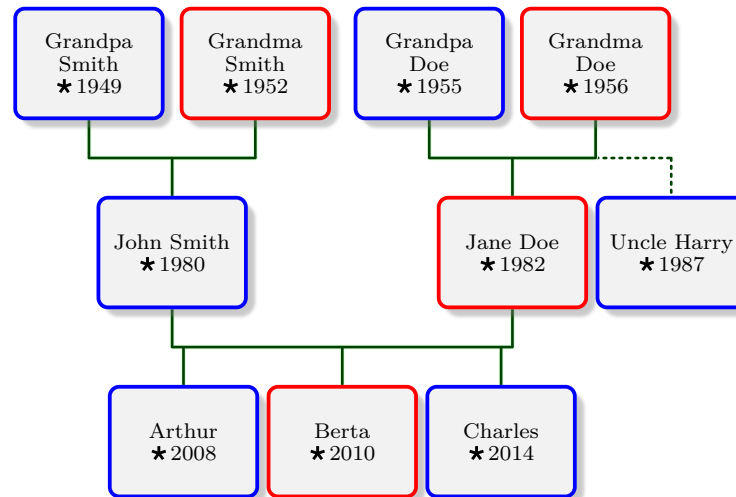 Grandpa
Smith
★ 1949
Grandma
Smith
★ 1952
Grandpa
Doe
★ 1955
Grandma
Doe
★ 1956
John Smith
★ 1980
Jane Doe
★ 1982
Uncle Harry
★ 1987
Arthur
★ 2008
Berta
★ 2010
Charles
★ 2014